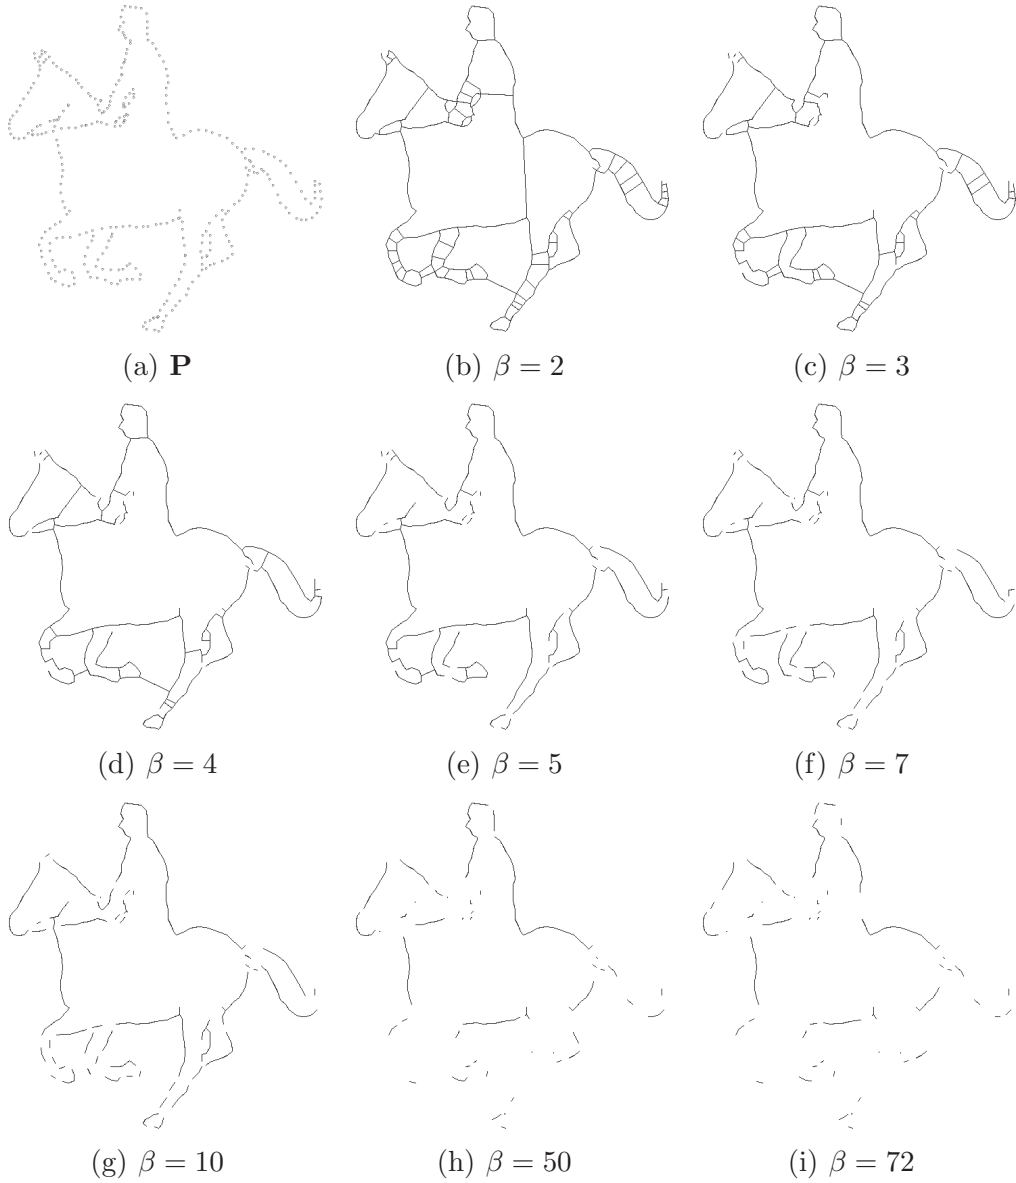 (a) P (b) β = 2 (c) β = 3
(d) β = 4 (e) β = 5 (f) β = 7
(g) β = 10 (h) β = 50 (i) β = 72